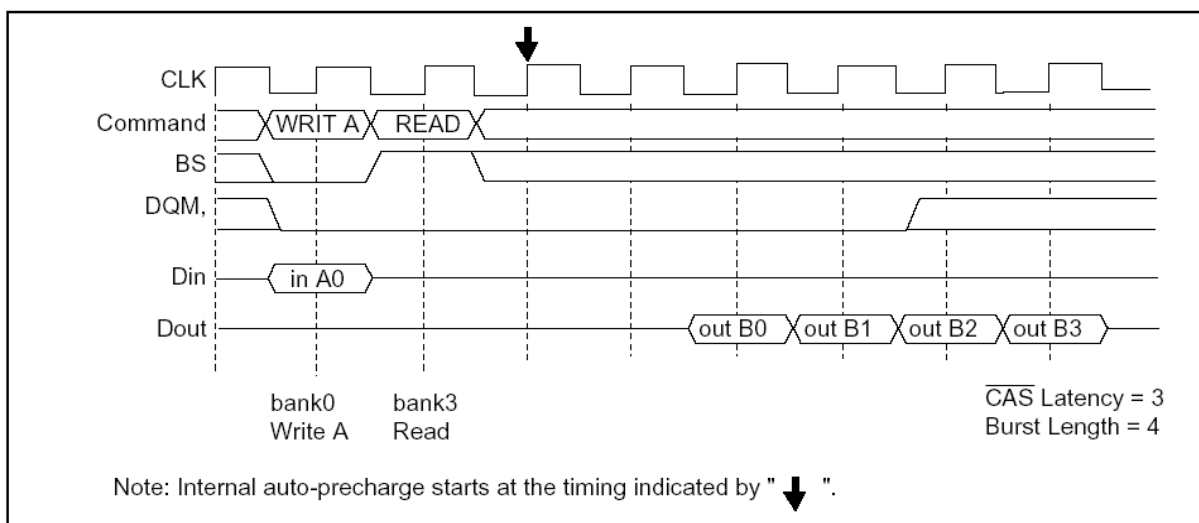 CLK
Command WRIT A READ
BS
DQM,
Din in A0
Dout out B0 out B1 out B2 out B3
bank0 bank3
Write A Read
CAS Latency = 3
Burst Length = 4
Note: Internal auto-precharge starts at the timing indicated by " ".